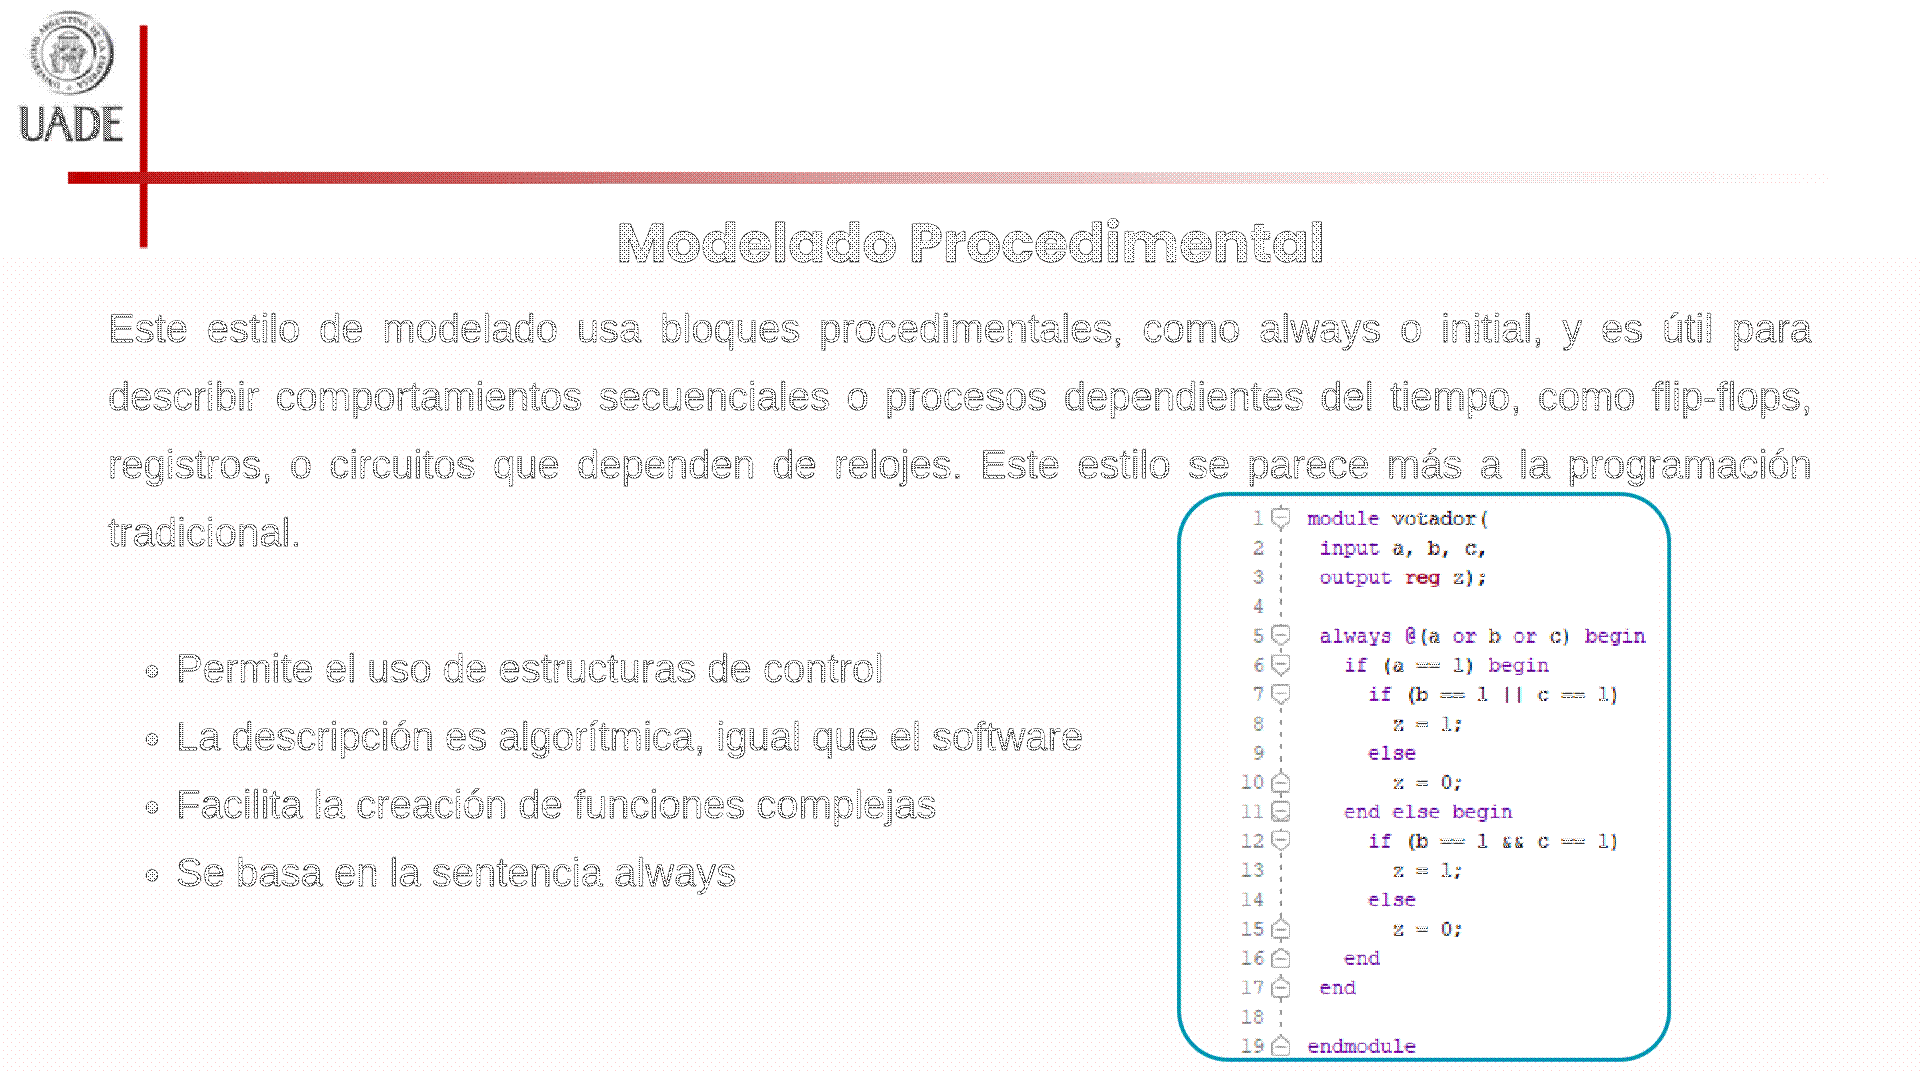 UNIVERSIDAD ARGENTINA DE LA EMPRESA
UADE
Modelado Procedimental
Este estilo de modelado usa bloques procedimentales, como always o initial, y es útil para
describir comportamientos secuenciales o procesos dependientes del tiempo, como flip-flops,
registros, o circuitos que dependen de relojes. Este estilo se parece más a la programación
tradicional.
• Permite el uso de estructuras de control
• La descripción es algorítmica, igual que el software
• Facilita la creación de funciones complejas
• Se basa en la sentencia always
1 module votador(
2 input a, b, c,
3 output reg z);
4
5 always @(a or b or c) begin
6 if (a == 1) begin
7 if (b == 1 || c == 1)
8 z = 1;
9 else
10 z = 0;
11 end else begin
12 if (b == 1 && c == 1)
13 z = 1;
14 else
15 z = 0;
16 end
17 end
18
19 endmodule